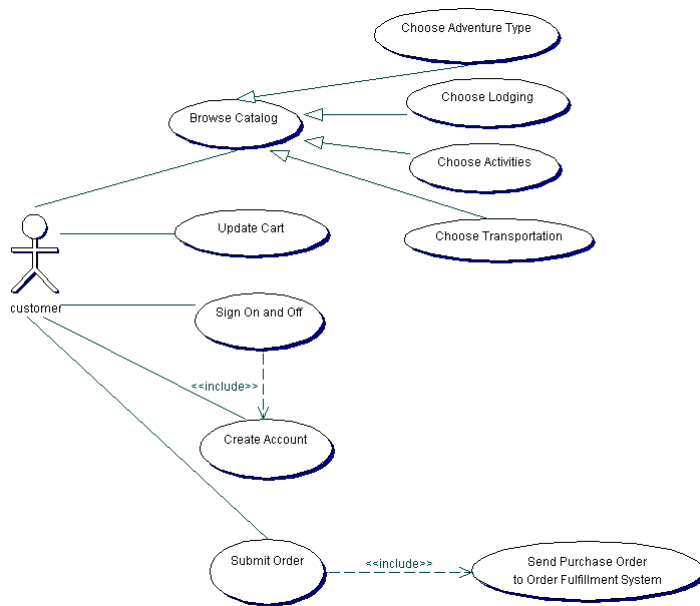 Choose Adventure Type
Choose Lodging
Browse Catalog
Choose Activities
Update Cart
Choose Transportation
customer
Sign On and Off
<<include>>
Create Account
Submit Order
<<include>>
Send Purchase Order
to Order Fulfillment System